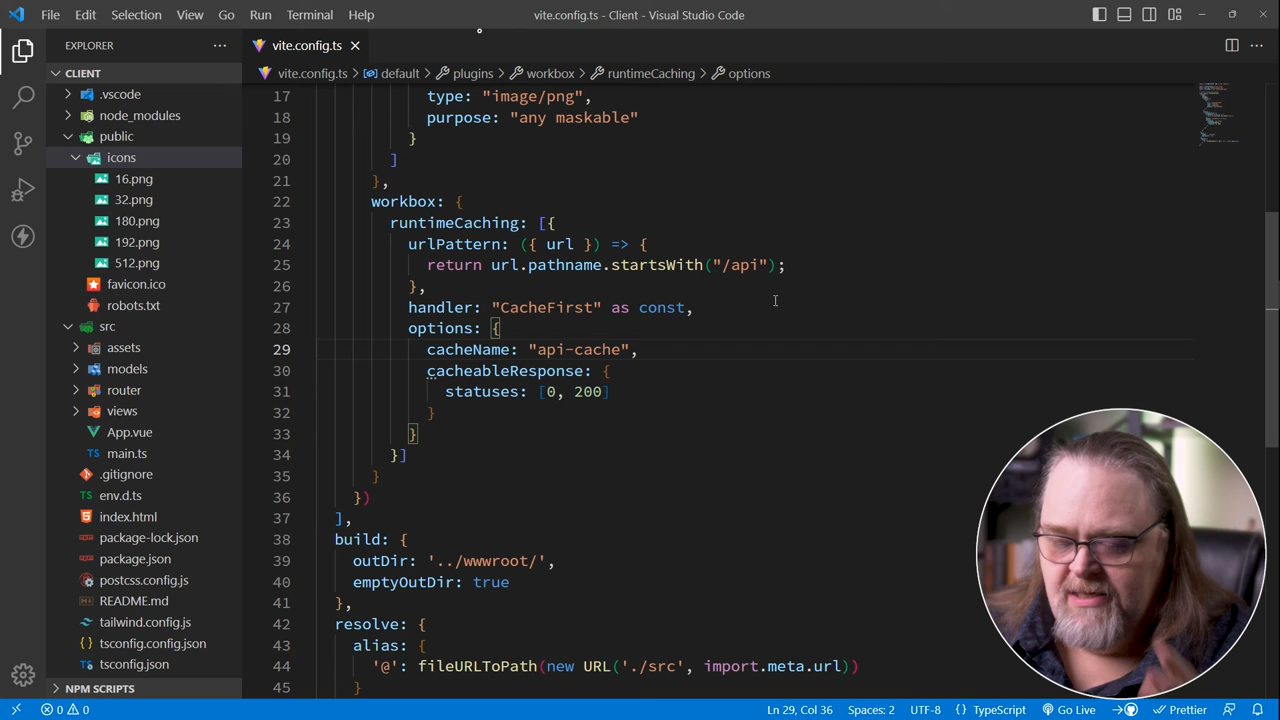 File Edit Selection View Go Run Terminal Help
vite.config.ts - Client - Visual Studio Code
EXPLORER
vite.config.ts
CLIENT
vite.config.ts > default > plugins > workbox > runtimeCaching > options
.vscode
node_modules
public
icons
16.png
32.png
180.png
192.png
512.png
favicon.ico
robots.txt
src
assets
models
router
views
App.vue
main.ts
.gitignore
env.d.ts
index.html
package-lock.json
package.json
postcss.config.js
README.md
tailwind.config.js
tsconfig.config.json
tsconfig.json
NPM SCRIPTS
17 type: "image/png",
18 purpose: "any maskable"
19 }
20 ]
21 },
22 workbox: {
23 runtimeCaching: [{
24 urlPattern: ({ url }) => {
25 return url.pathname.startsWith("/api");
26 },
27 handler: "CacheFirst" as const,
28 options: {
29 cacheName: "api-cache",
30 cacheableResponse: {
31 statuses: [0, 200]
32 }
33 }
34 }]
35 }
36 })
37 ],
38 build: {
39 outDir: '../wwwroot/',
40 emptyOutDir: true
41 },
42 resolve: {
43 alias: {
44 '@': fileURLToPath(new URL('./src', import.meta.url))
45 }
0 0
Ln 29, Col 36 Spaces: 2 UTF-8 {} TypeScript Go Live Prettier